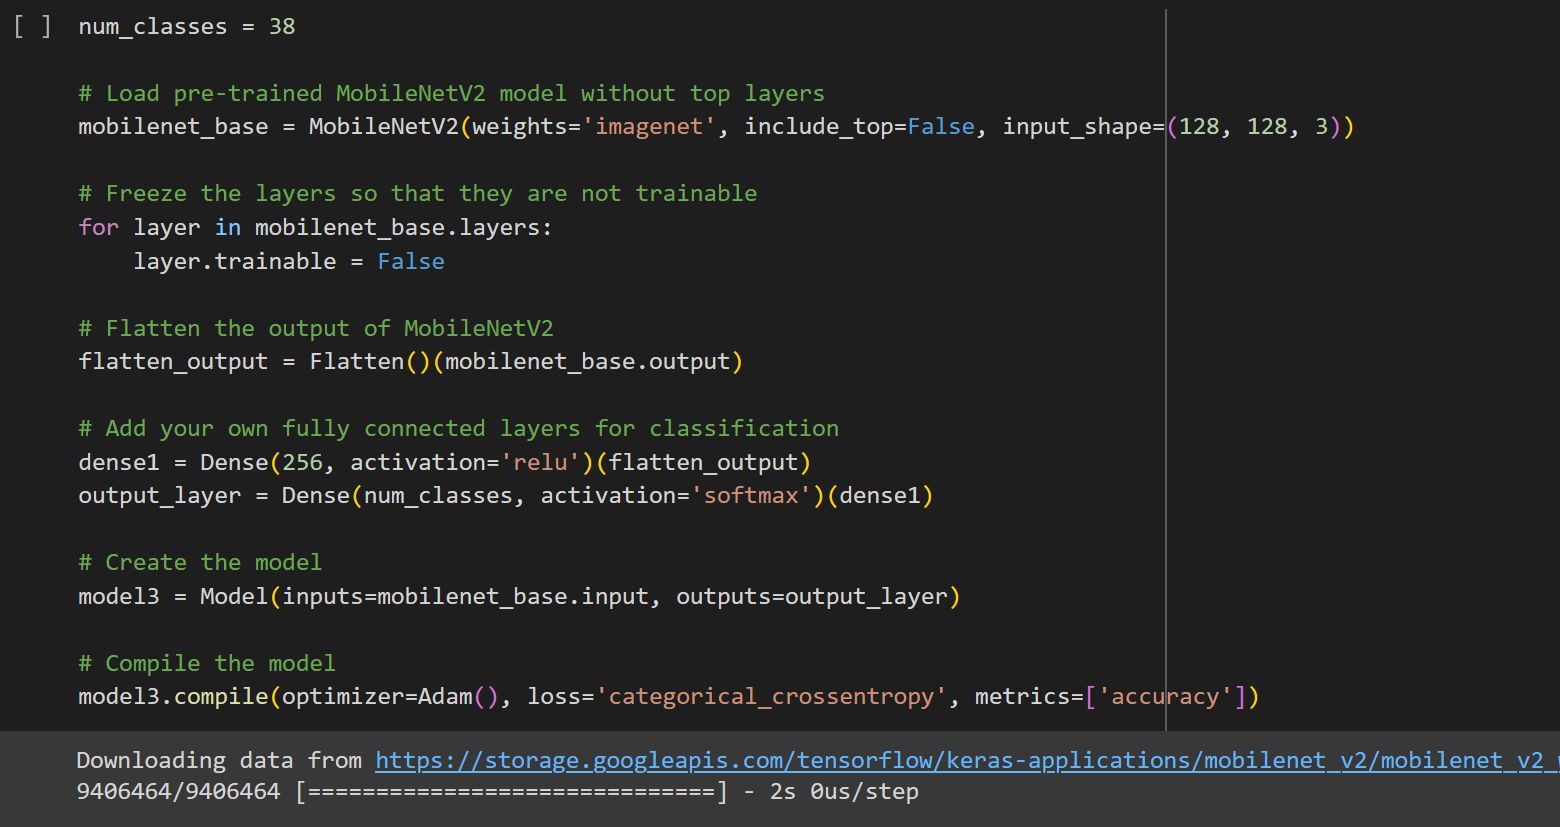 [ ] num_classes = 38
# Load pre-trained MobileNetV2 model without top layers
mobilenet_base = MobileNetV2(weights='imagenet', include_top=False, input_shape=(128, 128, 3))
# Freeze the layers so that they are not trainable
for layer in mobilenet_base.layers:
    layer.trainable = False
# Flatten the output of MobileNetV2
flatten_output = Flatten()(mobilenet_base.output)
# Add your own fully connected layers for classification
dense1 = Dense(256, activation='relu')(flatten_output)
output_layer = Dense(num_classes, activation='softmax')(dense1)
# Create the model
model3 = Model(inputs=mobilenet_base.input, outputs=output_layer)
# Compile the model
model3.compile(optimizer=Adam(), loss='categorical_crossentropy', metrics=['accuracy'])
Downloading data from https://storage.googleapis.com/tensorflow/keras-applications/mobilenet_v2/mobilenet_v2_
9406464/9406464 [==============================] - 2s 0us/step